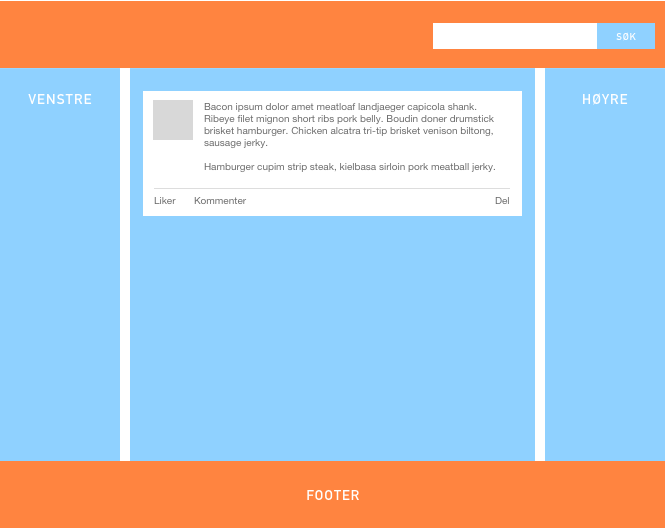 SØK
VENSTRE
HØYRE
Bacon ipsum dolor amet meatloaf landjaeger capicola shank.
Ribeye filet mignon short ribs pork belly. Boudin doner drumstick
brisket hamburger. Chicken alcatra tri-tip brisket venison biltong,
sausage jerky.
Hamburger cupim strip steak, kielbasa sirloin pork meatball jerky.
Liker Kommenter Del
FOOTER